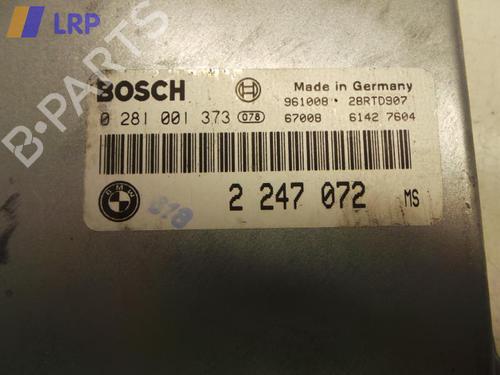 LRP
B-PARTS
BOSCH
Made in Germany
0 281 001 373 078
961008 • 28RTD907
67008 6142 7604
BMW
618
2 247 072 MS